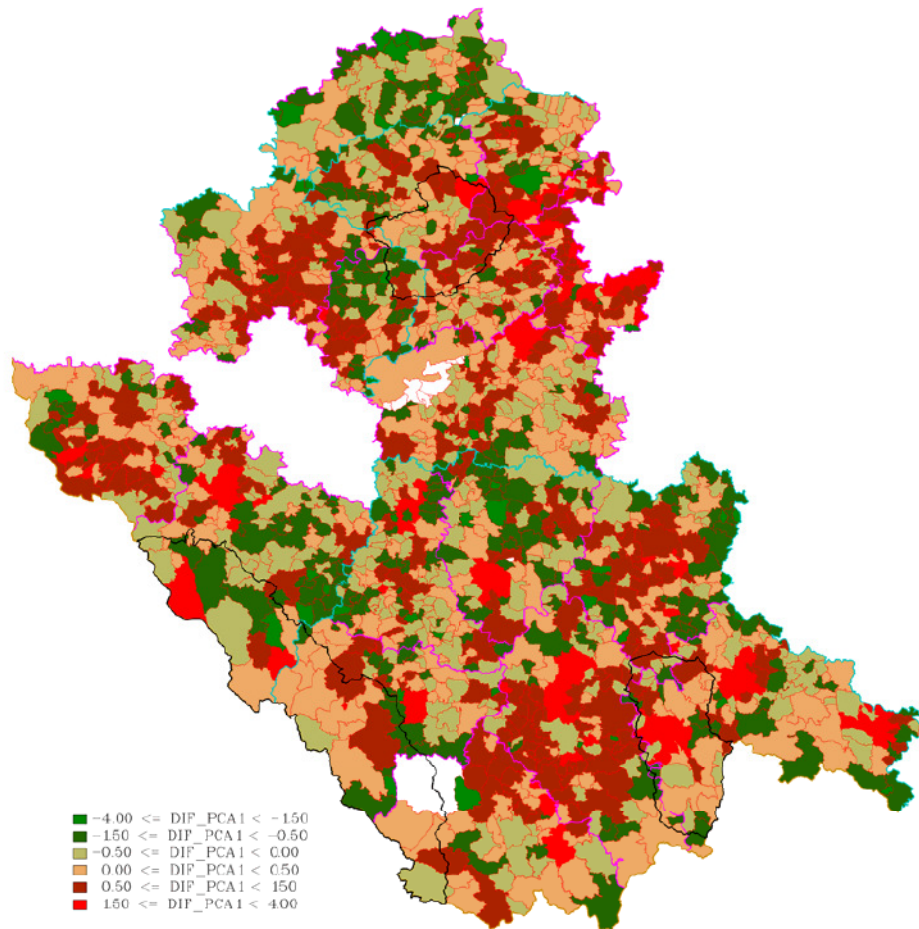 -4.00 <= DIF_PCA1 < -1.50
-1.50 <= DIF_PCA1 < -0.50
-0.50 <= DIF_PCA1 < 0.00
0.00 <= DIF_PCA1 < 0.50
0.50 <= DIF_PCA1 < 150
1.50 <= DIF_PCA1 < 4.00